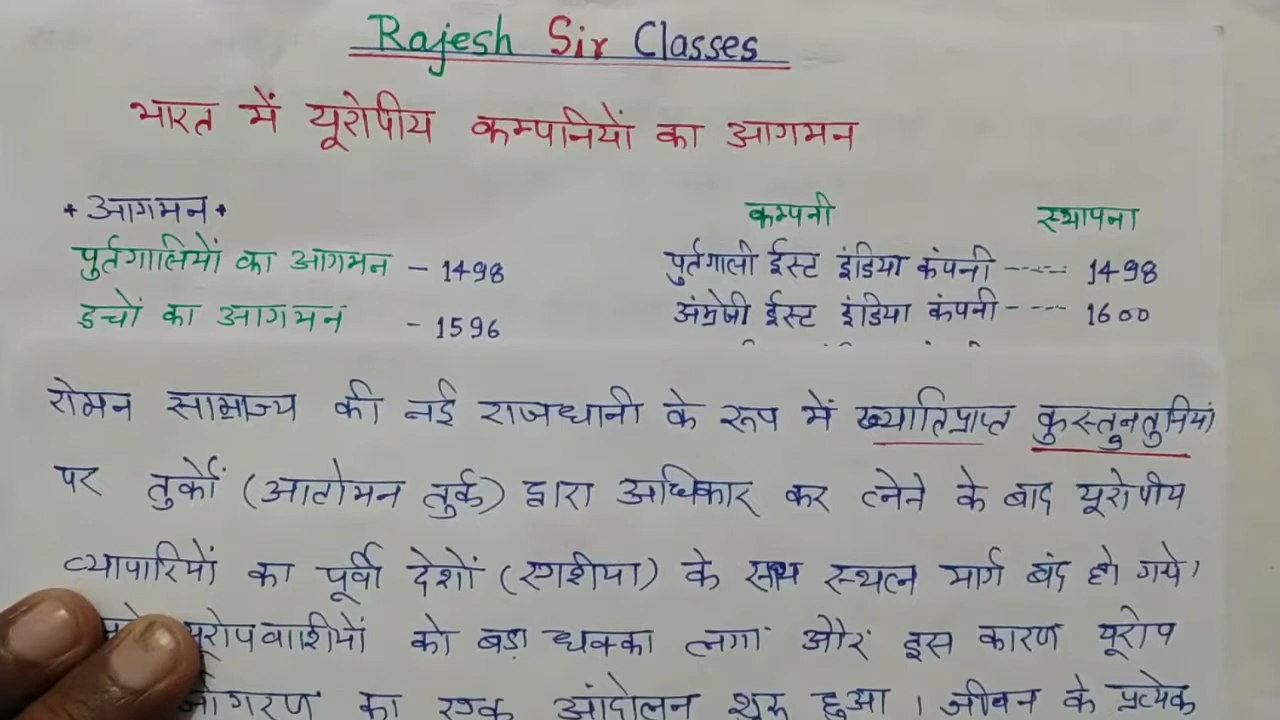 Rajesh Sir Classes
भारत में यूरोपीय कम्पनियों का आगमन
* आगमन *
कम्पनी स्थापना
पुर्तगालियों का आगमन - 1498
पुर्तगाली ईस्ट इंडिया कंपनी ----- 1498
डचों का आगमन - 1596
अंग्रेजी ईस्ट इंडिया कंपनी ---- 1600
रोमन साम्राज्य की नई राजधानी के रूप में ख्यातिप्राप्त कुस्तुनतुनियां
पर तुर्कों (आटोमन तुर्क) द्वारा अधिकार कर लेने के बाद यूरोपीय
व्यापारियों का पूर्वी देशों (एशीया) के साथ स्थल मार्ग बंद हो गये।
यूरोपवाशीयों को बड़ा धक्का लगा और इस कारण यूरोप
जागरण का एक आंदोलन शुरू हुआ । जीवन के प्रत्येक